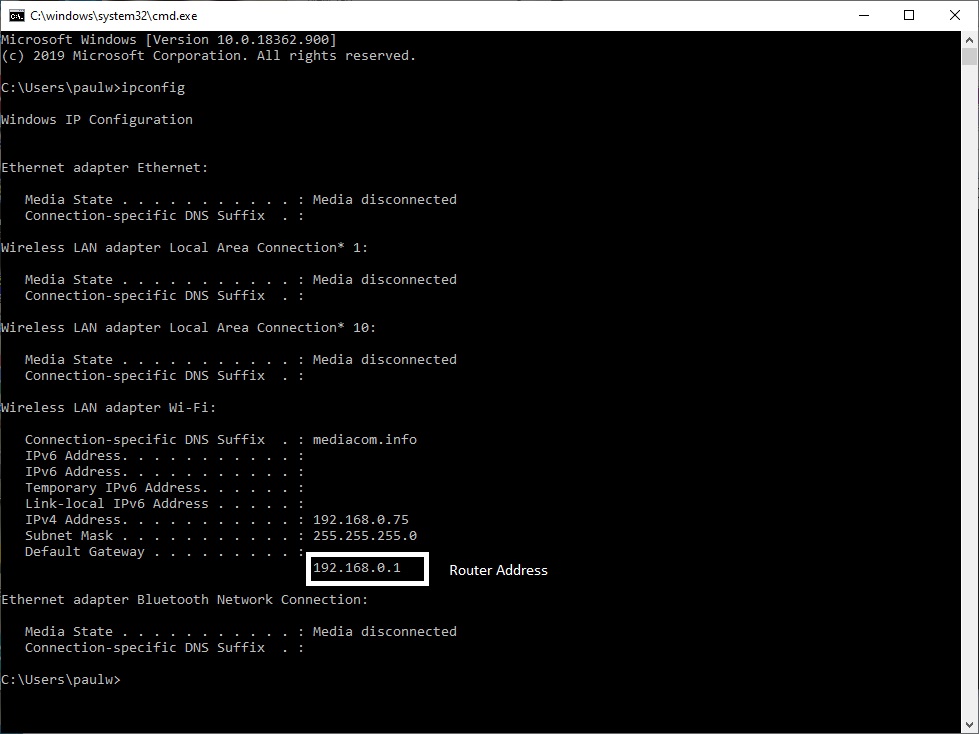 C:\windows\system32\cmd.exe
Microsoft Windows [Version 10.0.18362.900]
(c) 2019 Microsoft Corporation. All rights reserved.
C:\Users\paulw>ipconfig
Windows IP Configuration
Ethernet adapter Ethernet:
Media State . . . . . . . . . . . : Media disconnected
Connection-specific DNS Suffix  . :
Wireless LAN adapter Local Area Connection* 1:
Media State . . . . . . . . . . . : Media disconnected
Connection-specific DNS Suffix  . :
Wireless LAN adapter Local Area Connection* 10:
Media State . . . . . . . . . . . : Media disconnected
Connection-specific DNS Suffix  . :
Wireless LAN adapter Wi-Fi:
Connection-specific DNS Suffix  . : mediacom.info
IPv6 Address. . . . . . . . . . . :
IPv6 Address. . . . . . . . . . . :
Temporary IPv6 Address. . . . . . :
Link-local IPv6 Address . . . . . :
IPv4 Address. . . . . . . . . . . : 192.168.0.75
Subnet Mask . . . . . . . . . . . : 255.255.255.0
Default Gateway . . . . . . . . . :
192.168.0.1 Router Address
Ethernet adapter Bluetooth Network Connection:
Media State . . . . . . . . . . . : Media disconnected
Connection-specific DNS Suffix  . :
C:\Users\paulw>